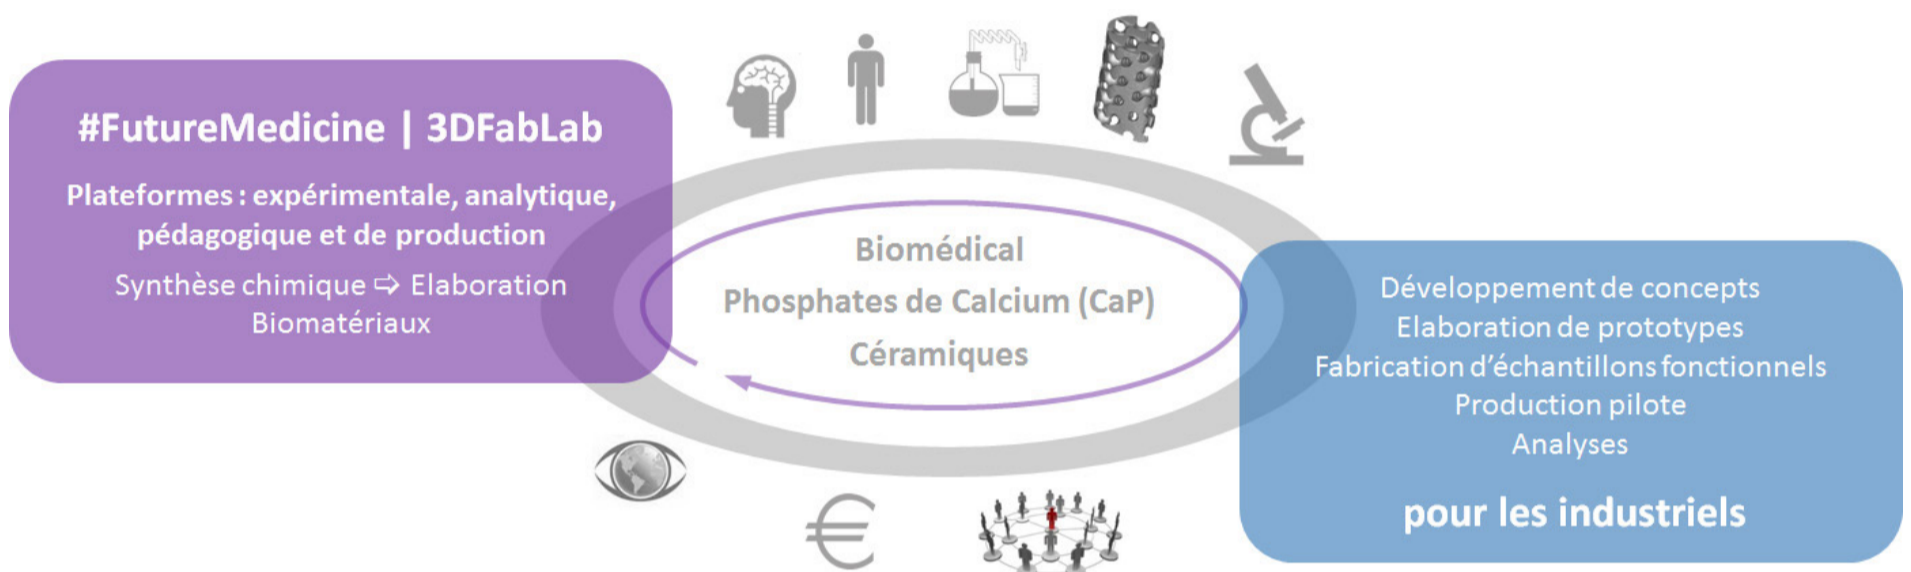 #FutureMedicine | 3DFabLab
Plateformes : expérimentale, analytique,
pédagogique et de production
Synthèse chimique ⇨ Elaboration
Biomatériaux
Biomédical
Phosphates de Calcium (CaP)
Céramiques
Développement de concepts
Elaboration de prototypes
Fabrication d'échantillons fonctionnels
Production pilote
Analyses
pour les industriels
€